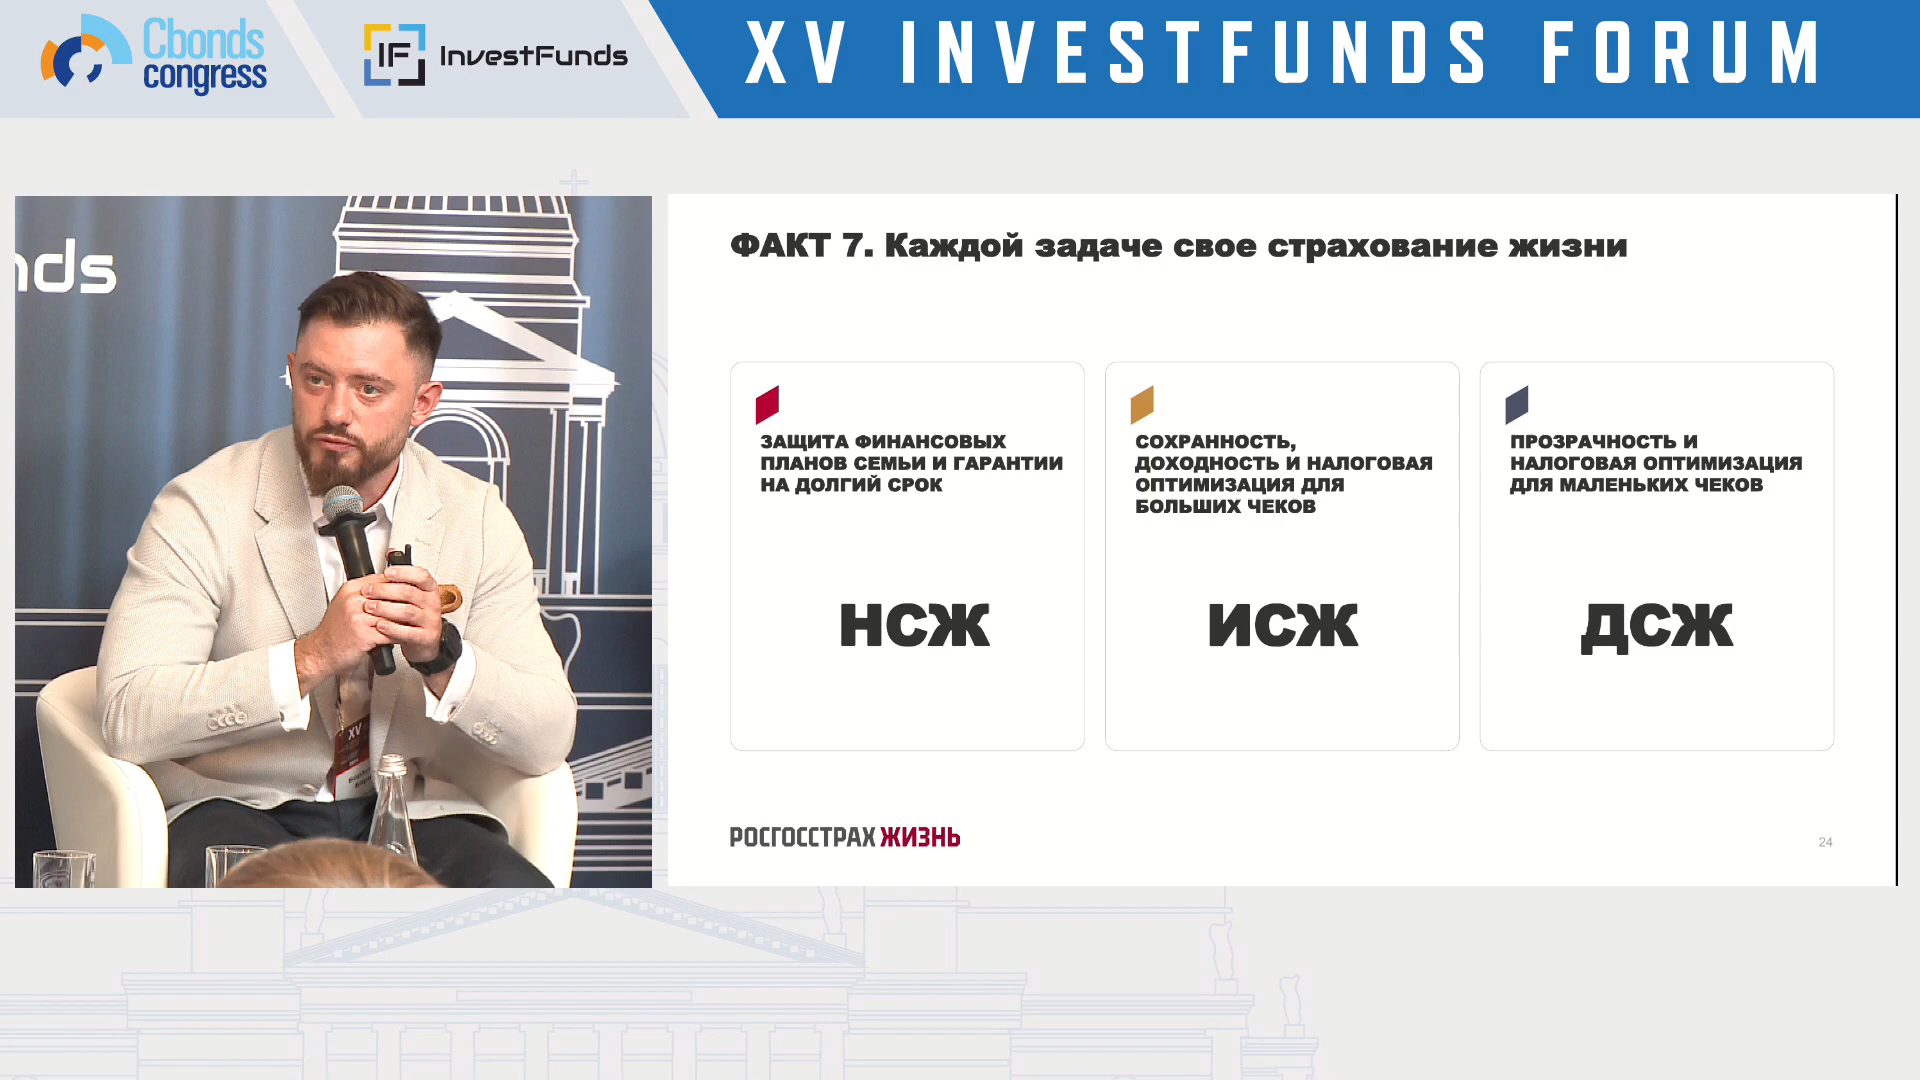 Cbonds
congress
IF InvestFunds
XV INVESTFUNDS FORUM
nds
ФАКТ 7. Каждой задаче свое страхование жизни
ЗАЩИТА ФИНАНСОВЫХ
ПЛАНОВ СЕМЬИ И ГАРАНТИИ
НА ДОЛГИЙ СРОК
НСЖ
СОХРАННОСТЬ,
ДОХОДНОСТЬ И НАЛОГОВАЯ
ОПТИМИЗАЦИЯ ДЛЯ
БОЛЬШИХ ЧЕКОВ
ИСЖ
ПРОЗРАЧНОСТЬ И
НАЛОГОВАЯ ОПТИМИЗАЦИЯ
ДЛЯ МАЛЕНЬКИХ ЧЕКОВ
ДСЖ
XV
РОСГОССТРАХ ЖИЗНЬ
24